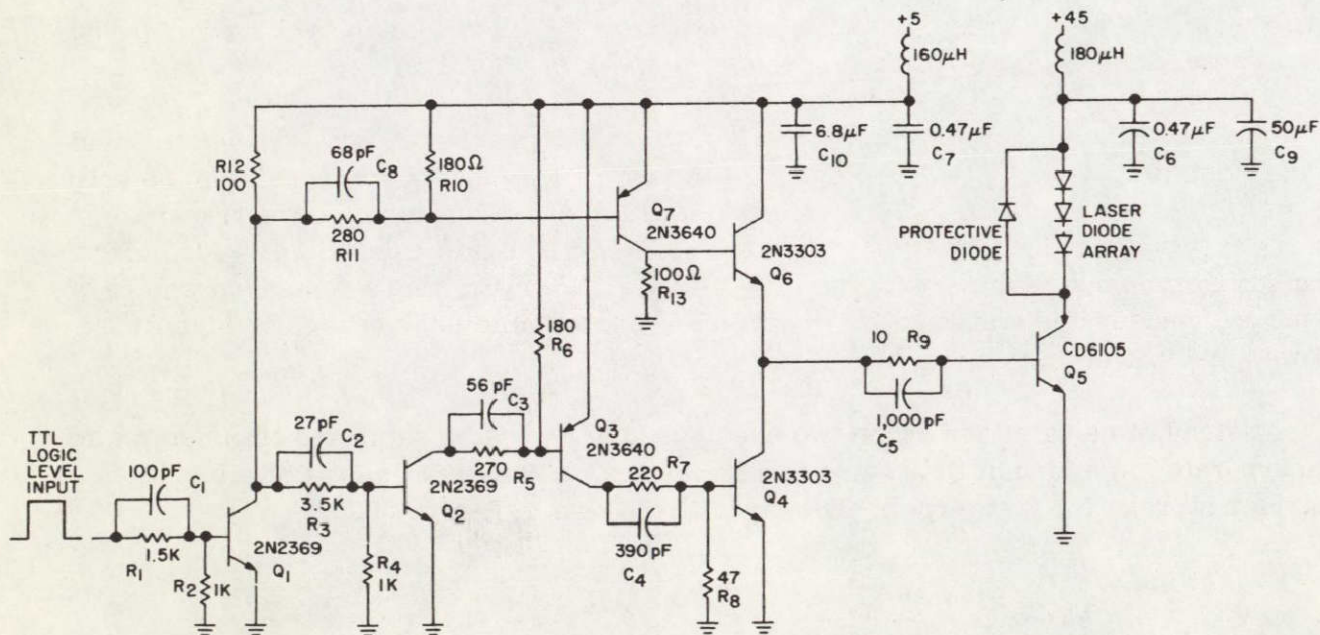 +5
160μH
+45
180μH
R12
100
68pF
C8
280
R11
180Ω
R10
Q7
2N3640
100Ω
R13
2N3303
Q6
6.8μF
C10
0.47μF
C7
0.47μF
C6
50μF
C9
PROTECTIVE
DIODE
LASER
DIODE
ARRAY
180
R6
10 R9
1,000pF
C5
CD6105
Q5
TTL
LOGIC
LEVEL
INPUT
100pF
C1
1.5K
R1
R2
1K
2N2369
Q1
27pF
C2
3.5K
R3
R4
1K
2N2369
Q2
56pF
C3
270
R5
Q3
2N3640
220 R7
390pF
C4
47
R8
2N3303
Q4